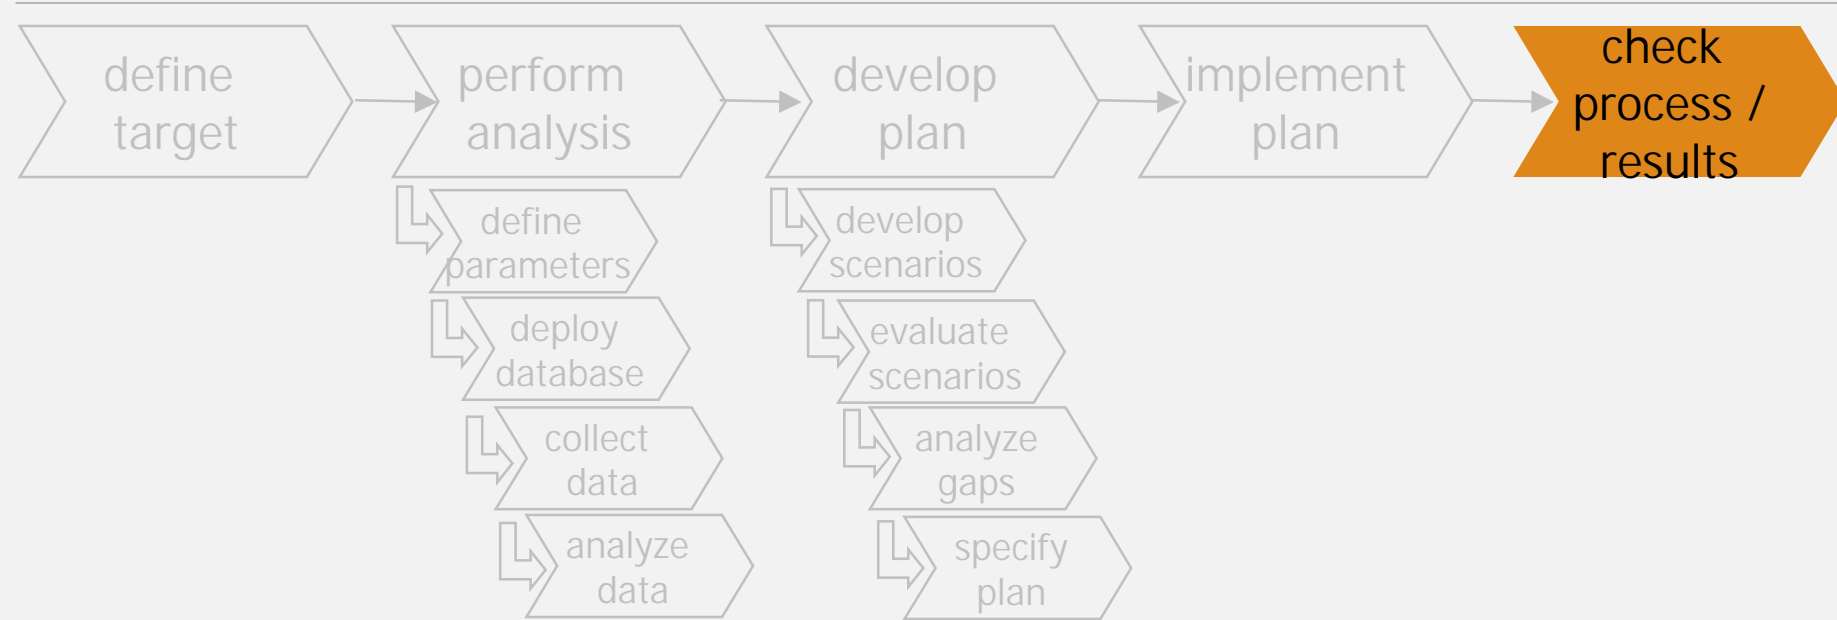 define
target
perform
analysis
develop
plan
implement
plan
check
process /
results
define
parameters
deploy
database
collect
data
analyze
data
develop
scenarios
evaluate
scenarios
analyze
gaps
specify
plan